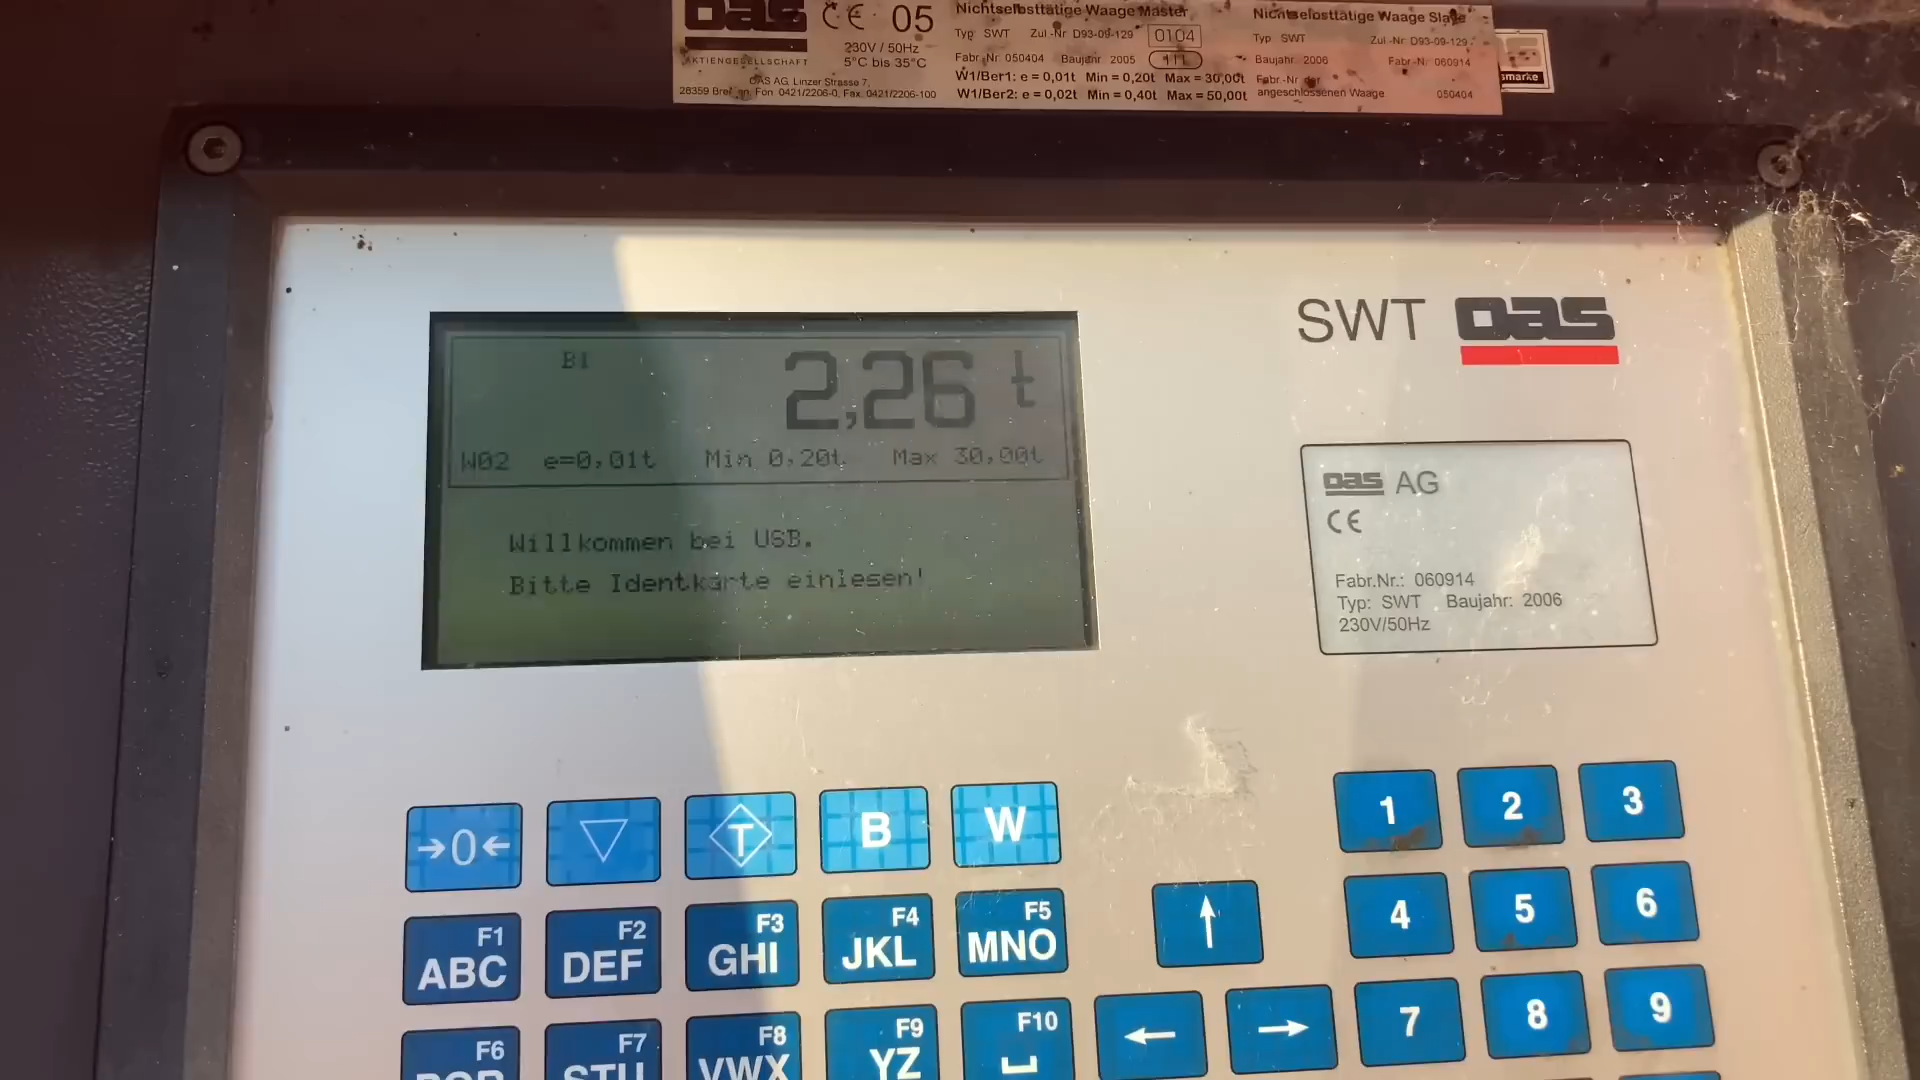 oas
CE 05
230V / 50Hz
5°C bis 35°C
AKTIENGESELLSCHAFT
OAS AG, Linzer Strasse 7,
28359 Bremen, Fon. 0421/2206-0, Fax. 0421/2206-100
Nichtselbsttätige Waage Master
Typ SWT Zul.-Nr D93-09-129 0104
Fabr.-Nr 050404 Baujahr 2005
W1/Ber1: e = 0,01t Min = 0,20t Max = 30,00t
W1/Ber2: e = 0,02t Min = 0,40t Max = 50,00t
Nichtselbsttätige Waage Slave
Typ SWT Zul.-Nr D93-09-129
Baujahr 2006 Fabr.-Nr. 060914
Fabr.-Nr der
angeschlossenen Waage 050404
smarke
B1 2,26 t
W02 e=0,01t Min 0,20t Max 30,00t
Willkommen bei USB.
Bitte Identkarte einlesen!
SWT oas
oas AG
CE
Fabr.Nr.: 060914
Typ: SWT Baujahr: 2006
230V/50Hz
→0← T B W
1 2 3
F1 F2 F3 F4 F5
ABC DEF GHI JKL MNO
4 5 6
F6 F7 F8 F9 F10
PQR STU VWX YZ
7 8 9